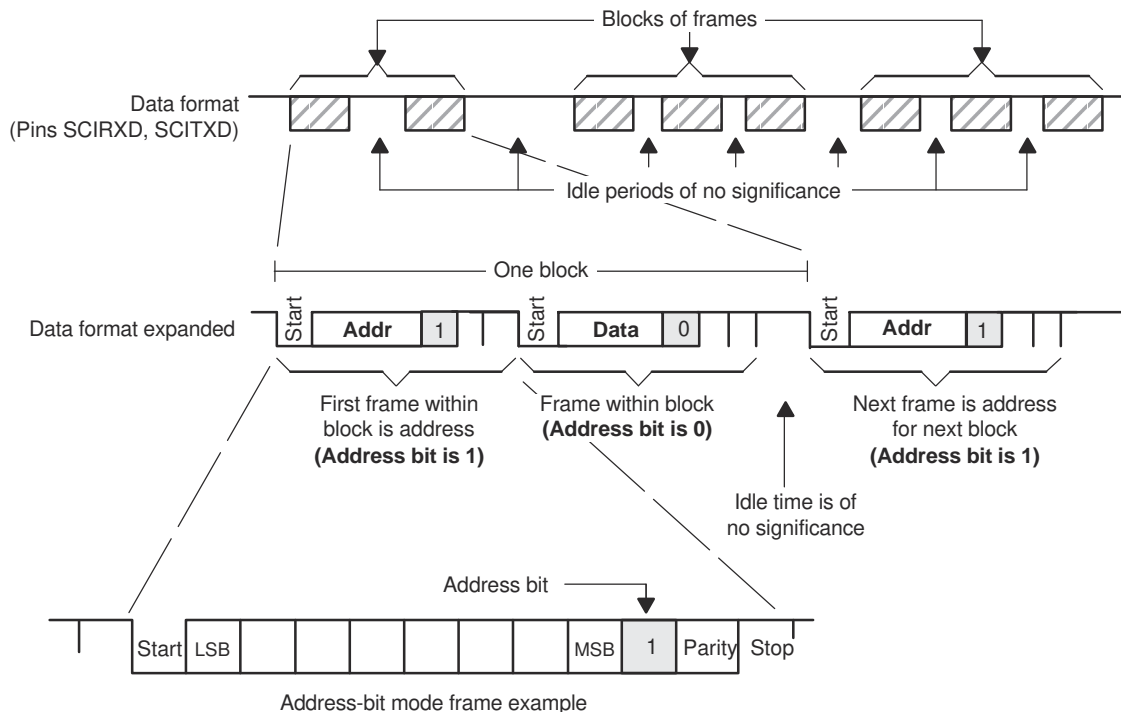 Blocks of frames
Data format
(Pins SCIRXD, SCITXD)
Idle periods of no significance
One block
Data format expanded
Start
Addr
1
Start
Data
0
Start
Addr
1
First frame within
block is address
(Address bit is 1)
Frame within block
(Address bit is 0)
Next frame is address
for next block
(Address bit is 1)
Idle time is of
no significance
Address bit
Start
LSB
MSB
1
Parity
Stop
Address-bit mode frame example